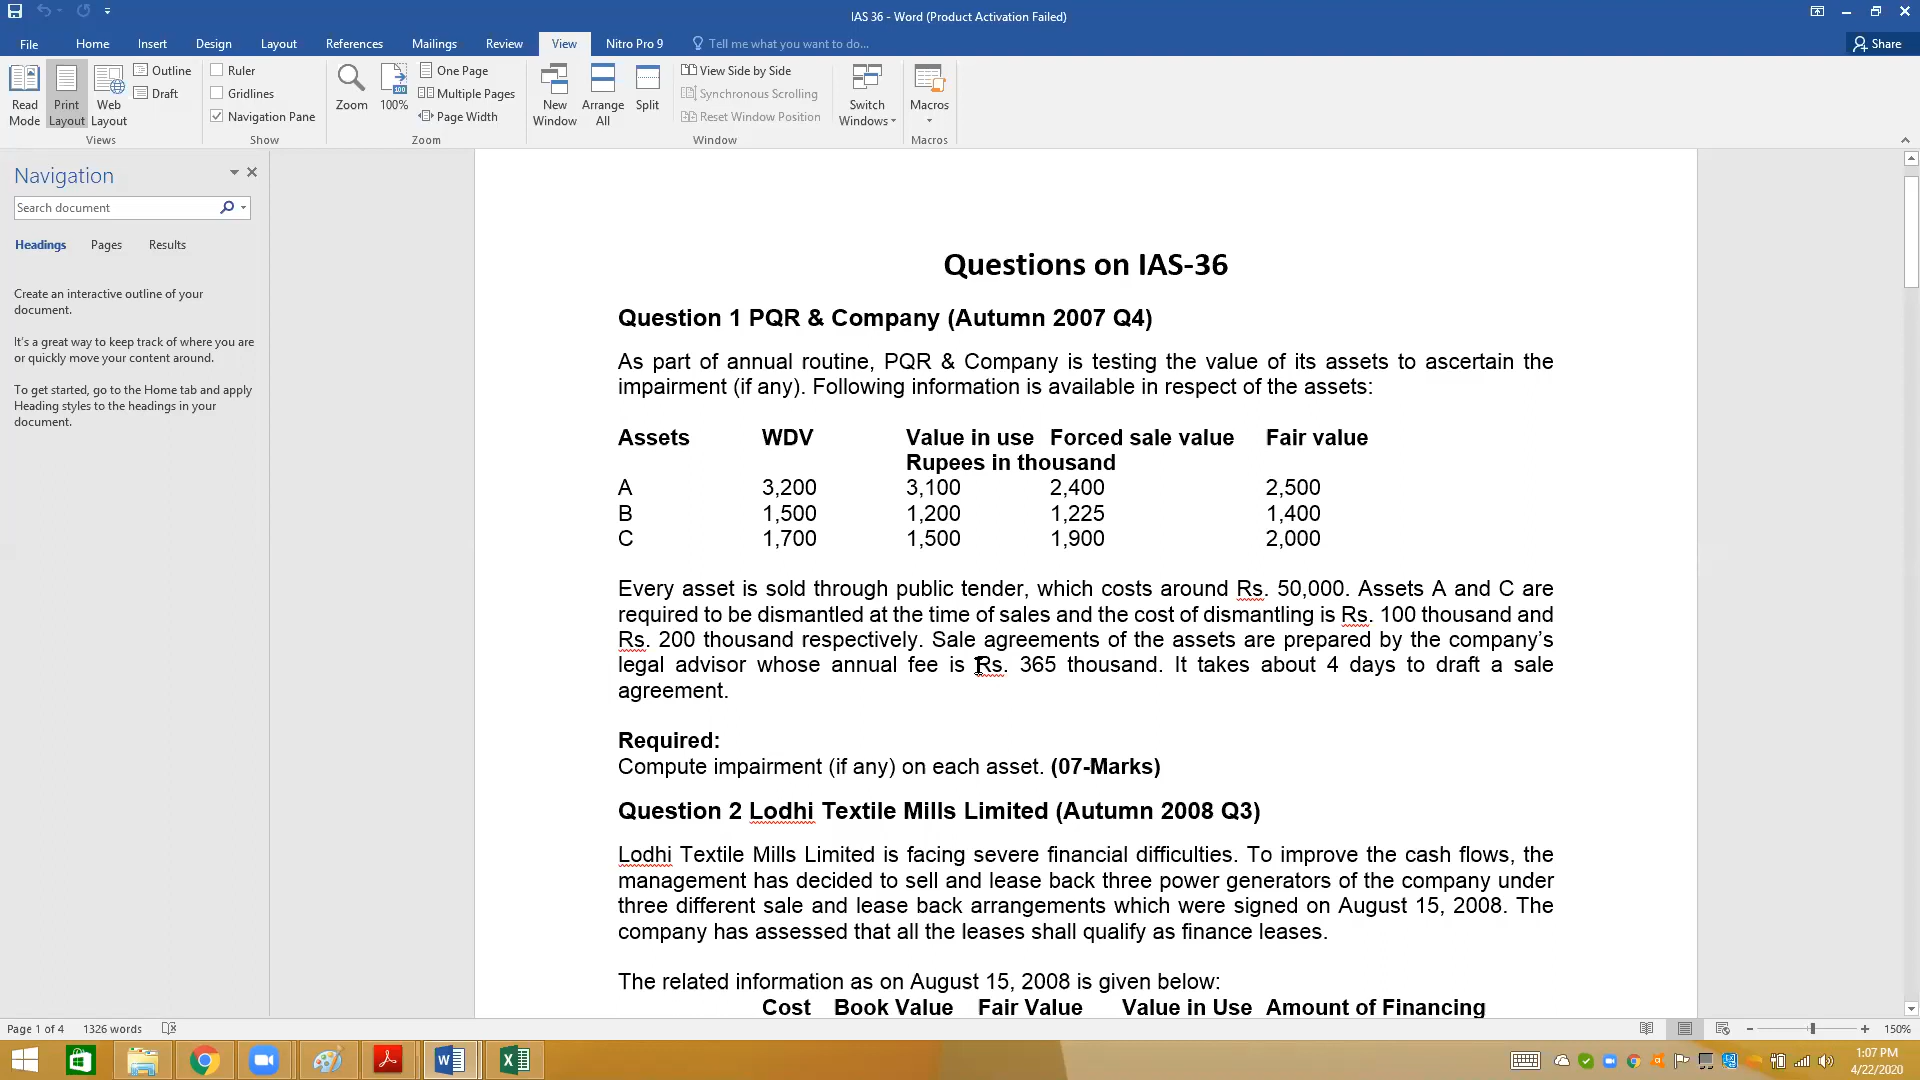 IAS 36 - Word (Product Activation Failed)
File Home Insert Design Layout References Mailings Review View Nitro Pro 9 Tell me what you want to do... Share
Read Mode
Print Layout
Web Layout
Outline
Draft
Views
Ruler
Gridlines
Navigation Pane
Show
Zoom
100%
One Page
Multiple Pages
Page Width
Zoom
New Window
Arrange All
Split
View Side by Side
Synchronous Scrolling
Reset Window Position
Window
Switch Windows
Macros
Macros
Navigation
Search document
Headings Pages Results
Create an interactive outline of your
document.
It's a great way to keep track of where you are
or quickly move your content around.
To get started, go to the Home tab and apply
Heading styles to the headings in your
document.
Questions on IAS-36
Question 1 PQR & Company (Autumn 2007 Q4)
As part of annual routine, PQR & Company is testing the value of its assets to ascertain the
impairment (if any). Following information is available in respect of the assets:
Assets WDV Value in use Forced sale value Fair value
Rupees in thousand
A 3,200 3,100 2,400 2,500
B 1,500 1,200 1,225 1,400
C 1,700 1,500 1,900 2,000
Every asset is sold through public tender, which costs around Rs. 50,000. Assets A and C are
required to be dismantled at the time of sales and the cost of dismantling is Rs. 100 thousand and
Rs. 200 thousand respectively. Sale agreements of the assets are prepared by the company's
legal advisor whose annual fee is Rs. 365 thousand. It takes about 4 days to draft a sale
agreement.
Required:
Compute impairment (if any) on each asset. (07-Marks)
Question 2 Lodhi Textile Mills Limited (Autumn 2008 Q3)
Lodhi Textile Mills Limited is facing severe financial difficulties. To improve the cash flows, the
management has decided to sell and lease back three power generators of the company under
three different sale and lease back arrangements which were signed on August 15, 2008. The
company has assessed that all the leases shall qualify as finance leases.
The related information as on August 15, 2008 is given below:
Cost Book Value Fair Value Value in Use Amount of Financing
Page 1 of 4 1326 words 150%
1:07 PM
4/22/2020